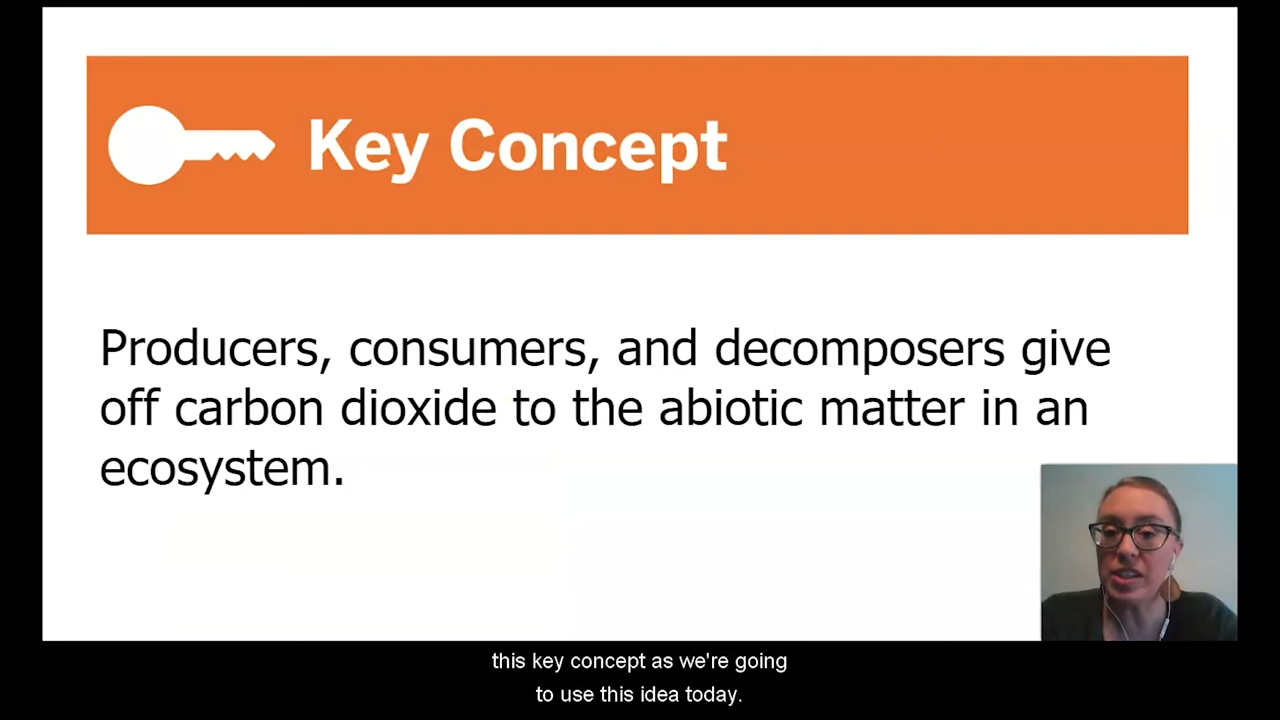 Key Concept
Producers, consumers, and decomposers give
off carbon dioxide to the abiotic matter in an
ecosystem.
this key concept as we're going
to use this idea today.